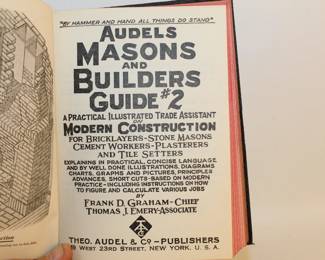 "BY HAMMER AND HAND ALL THINGS DO STAND"
AUDELS
MASONS
AND
BUILDERS
GUIDE #2
A PRACTICAL ILLUSTRATED TRADE ASSISTANT
ON
MODERN CONSTRUCTION
FOR BRICKLAYERS-STONE MASONS
CEMENT WORKERS-PLASTERERS
AND TILE SETTERS
EXPLAINING IN PRACTICAL, CONCISE LANGUAGE
AND BY WELL DONE ILLUSTRATIONS, DIAGRAMS
CHARTS, GRAPHS AND PICTURES, PRINCIPLES
ADVANCES, SHORT CUTS-BASED ON MODERN
PRACTICE-INCLUDING INSTRUCTIONS ON HOW
TO FIGURE AND CALCULATE VARIOUS JOBS
BY
FRANK D. GRAHAM-CHIEF
THOMAS J. EMERY-ASSOCIATE
THEO. AUDEL & CO.-PUBLISHERS
WEST 23RD STREET, NEW YORK, U.S.A.